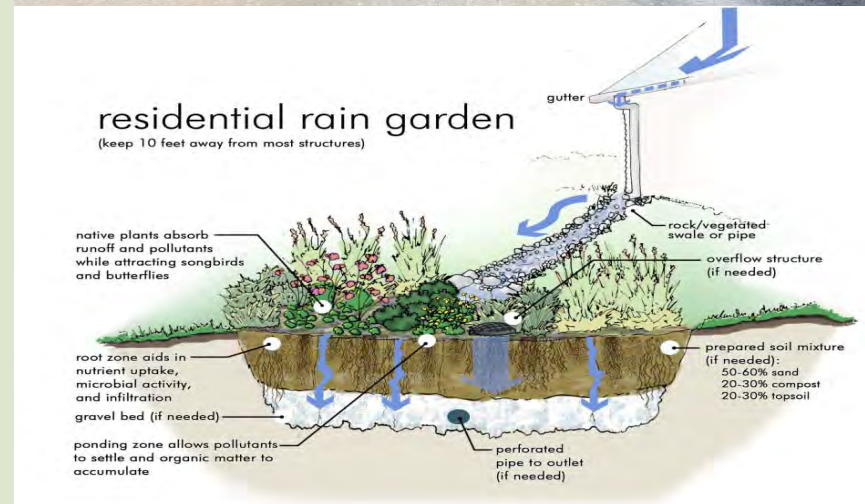 residential rain garden
(keep 10 feet away from most structures)
gutter
native plants absorb
runoff and pollutants
while attracting songbirds
and butterflies
rock/vegetated
swale or pipe
overflow structure
(if needed)
root zone aids in
nutrient uptake,
microbial activity,
and infiltration
prepared soil mixture
(if needed):
50-60% sand
20-30% compost
20-30% topsoil
gravel bed (if needed)
ponding zone allows pollutants
to settle and organic matter to
accumulate
perforated
pipe to outlet
(if needed)